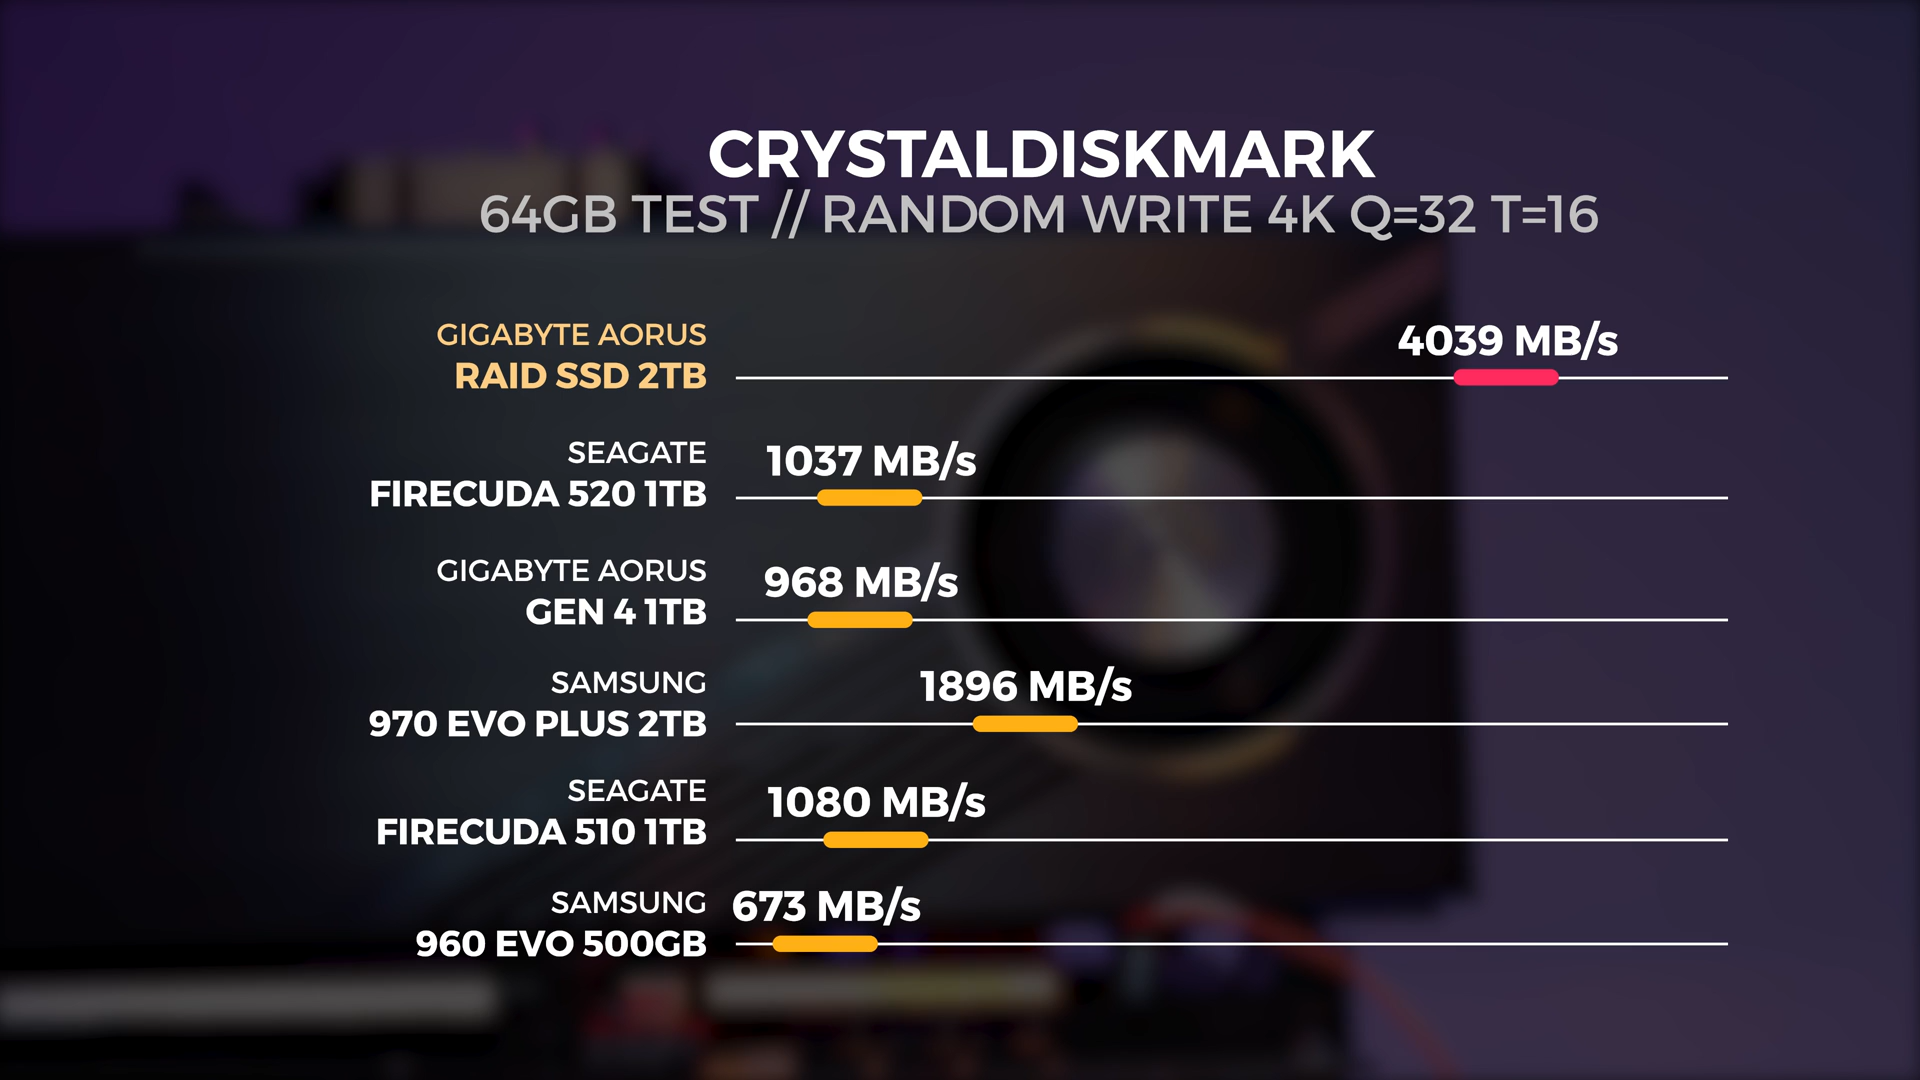 CRYSTALDISKMARK
64GB TEST // RANDOM WRITE 4K Q=32 T=16
GIGABYTE AORUS
RAID SSD 2TB
4039 MB/s
SEAGATE
FIRECUDA 520 1TB
1037 MB/s
GIGABYTE AORUS
GEN 4 1TB
968 MB/s
SAMSUNG
970 EVO PLUS 2TB
1896 MB/s
SEAGATE
FIRECUDA 510 1TB
1080 MB/s
SAMSUNG
960 EVO 500GB
673 MB/s